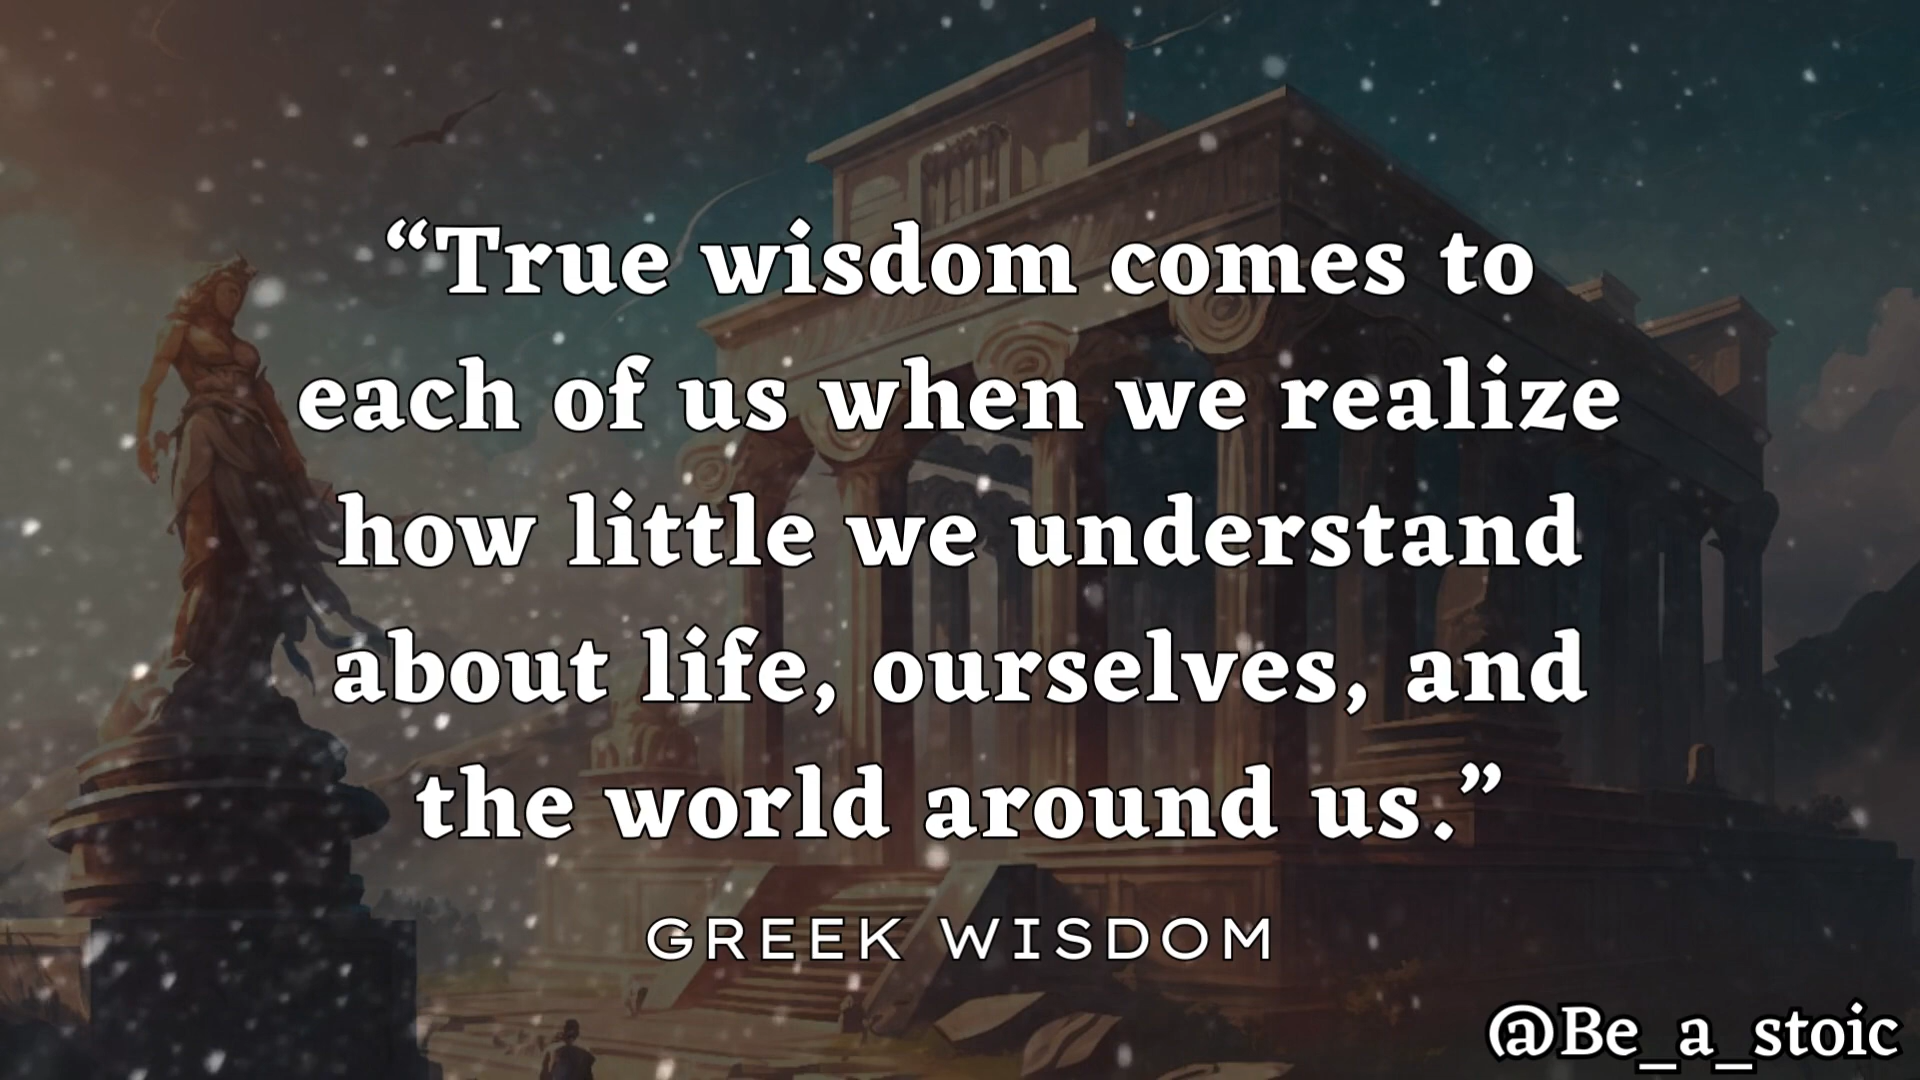 “True wisdom comes to
each of us when we realize
how little we understand
about life, ourselves, and
the world around us.”
GREEK WISDOM
@Be_a_stoic